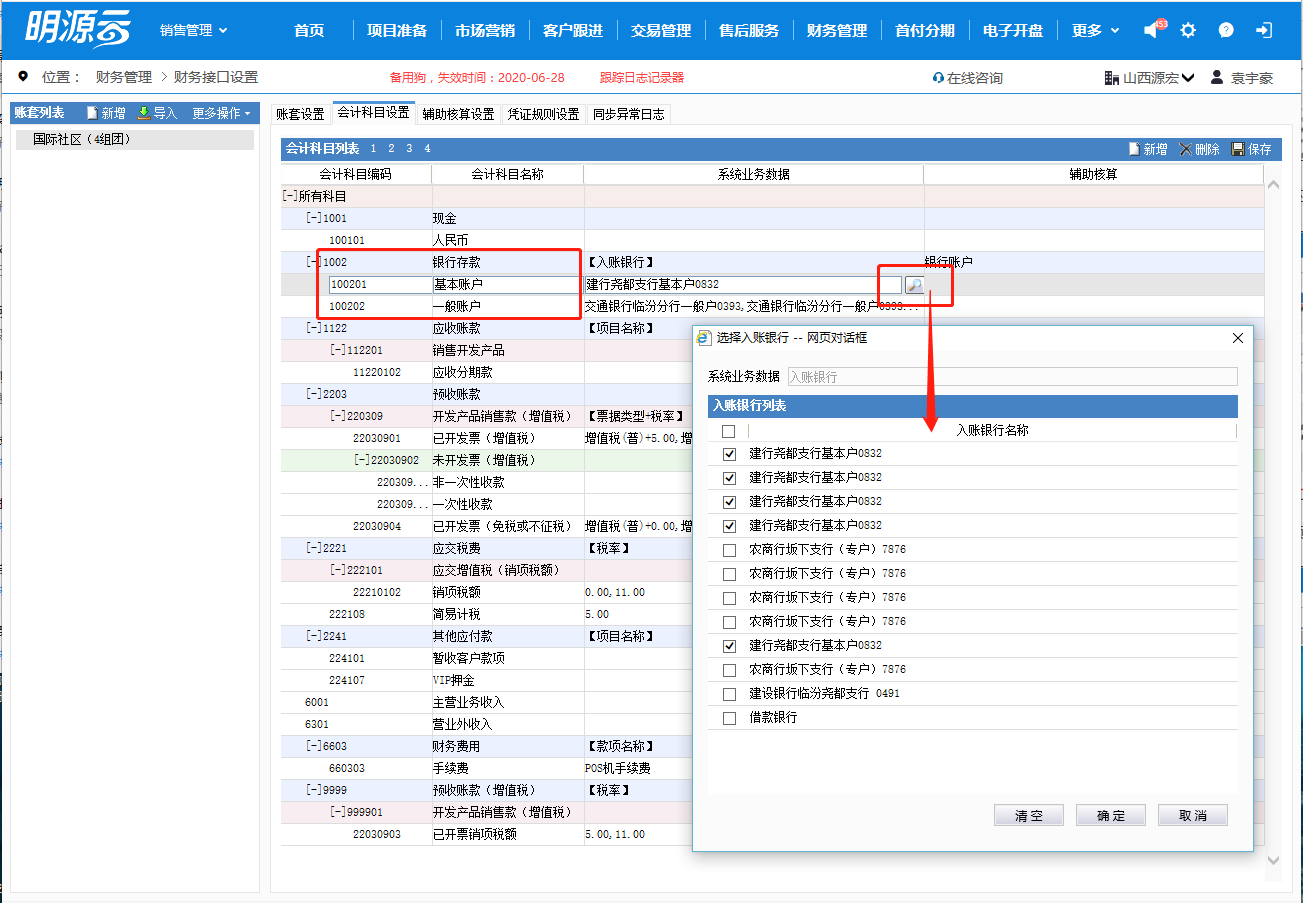 明源云 销售管理 首页 项目准备 市场营销 客户跟进 交易管理 售后服务 财务管理 首付分期 电子开盘 更多 153
位置： 财务管理 > 财务接口设置 备用狗，失效时间：2020-06-28 跟踪日志记录器 在线咨询 山西源宏 袁宇豪
账套列表 新增 导入 更多操作
国际社区（4组团）
账套设置 会计科目设置 辅助核算设置 凭证规则设置 同步异常日志
会计科目列表 1 2 3 4 新增 删除 保存
会计科目编码 会计科目名称 系统业务数据 辅助核算
[-]所有科目
[-]1001 现金
100101 人民币
[-]1002 银行存款 【入账银行】 银行账户
100201 基本账户 建行尧都支行基本户0832
100202 一般账户 交通银行临汾分行一般户0393,交通银行临汾分行一般户0393...
[-]1122 应收账款 【项目名称】
[-]112201 销售开发产品
11220102 应收分期款
[-]2203 预收账款
[-]220309 开发产品销售款（增值税） 【票据类型+税率】
22030901 已开发票（增值税） 增值税(普)+5.00,增
[-]22030902 未开发票（增值税）
220309... 非一次性收款
220309... 一次性收款
22030904 已开发票（免税或不征税） 增值税(普)+0.00,增
[-]2221 应交税费 【税率】
[-]222101 应交增值税（销项税额）
22210102 销项税额 0.00,11.00
222108 简易计税 5.00
[-]2241 其他应付款 【项目名称】
224101 暂收客户款项
224107 VIP押金
6001 主营业务收入
6301 营业外收入
[-]6603 财务费用 【款项名称】
660303 手续费 POS机手续费
[-]9999 预收账款（增值税） 【税率】
[-]999901 开发产品销售款（增值税）
22030903 已开票销项税额 5.00,11.00
选择入账银行 -- 网页对话框
系统业务数据 入账银行
入账银行列表
入账银行名称
建行尧都支行基本户0832
建行尧都支行基本户0832
建行尧都支行基本户0832
建行尧都支行基本户0832
农商行坂下支行（专户）7876
农商行坂下支行（专户）7876
农商行坂下支行（专户）7876
农商行坂下支行（专户）7876
建行尧都支行基本户0832
农商行坂下支行（专户）7876
建设银行临汾尧都支行 0491
借款银行
清空 确定 取消